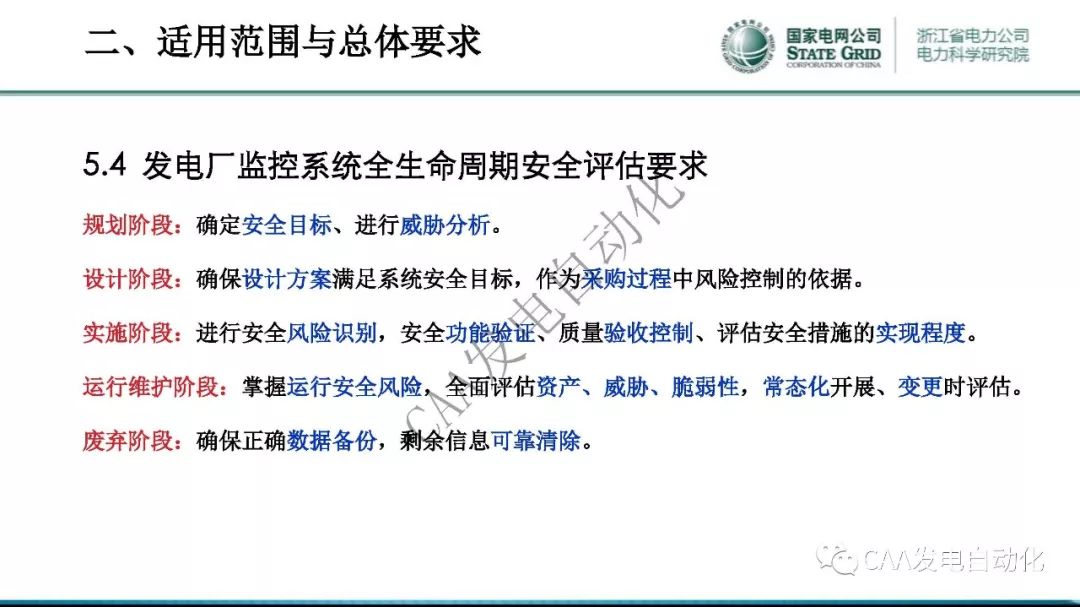 二、适用范围与总体要求
国家电网公司
STATE GRID
CORPORATION OF CHINA
浙江省电力公司
电力科学研究院
5.4 发电厂监控系统全生命周期安全评估要求
规划阶段：确定安全目标、进行威胁分析。
设计阶段：确保设计方案满足系统安全目标，作为采购过程中风险控制的依据。
实施阶段：进行安全风险识别，安全功能验证、质量验收控制、评估安全措施的实现程度。
运行维护阶段：掌握运行安全风险，全面评估资产、威胁、脆弱性，常态化开展、变更时评估。
废弃阶段：确保正确数据备份，剩余信息可靠清除。
CAA发电自动化
CAA发电自动化